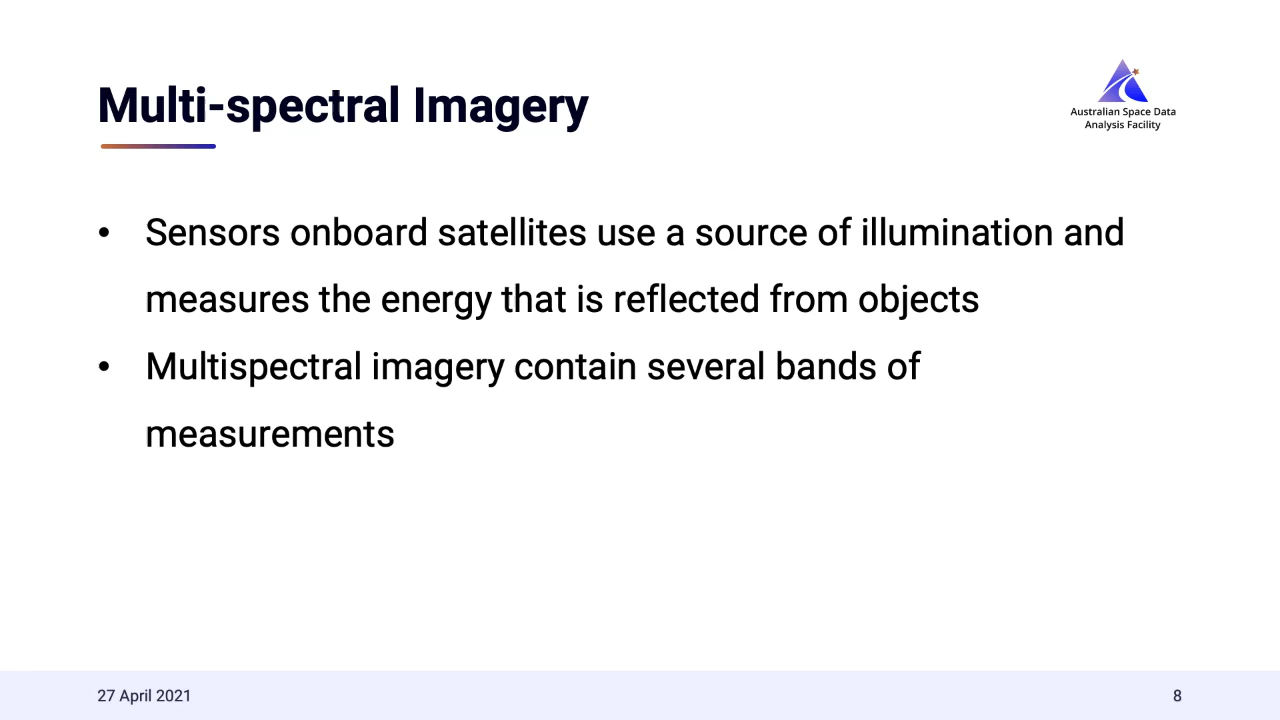 Multi-spectral Imagery
Australian Space Data
Analysis Facility
• Sensors onboard satellites use a source of illumination and
measures the energy that is reflected from objects
• Multispectral imagery contain several bands of
measurements
27 April 2021
8